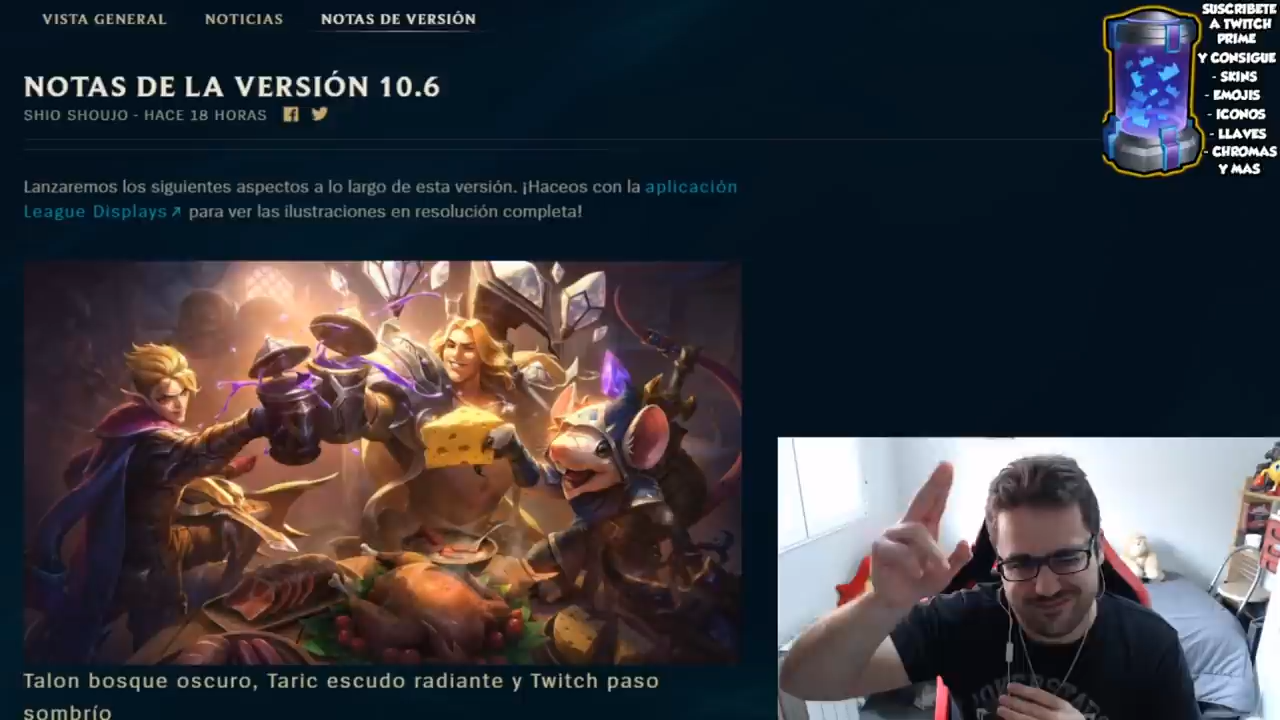 VISTA GENERAL
NOTICIAS
NOTAS DE VERSIÓN
NOTAS DE LA VERSIÓN 10.6
SHIO SHOUJO - HACE 18 HORAS
Lanzaremos los siguientes aspectos a lo largo de esta versión. ¡Haceos con la aplicación
League Displays para ver las ilustraciones en resolución completa!
Talon bosque oscuro, Taric escudo radiante y Twitch paso
sombrío
SUSCRIBETE
A TWITCH
PRIME
Y CONSIGUE
- SKINS
- EMOJIS
- ICONOS
- LLAVES
- CHROMAS
Y MAS